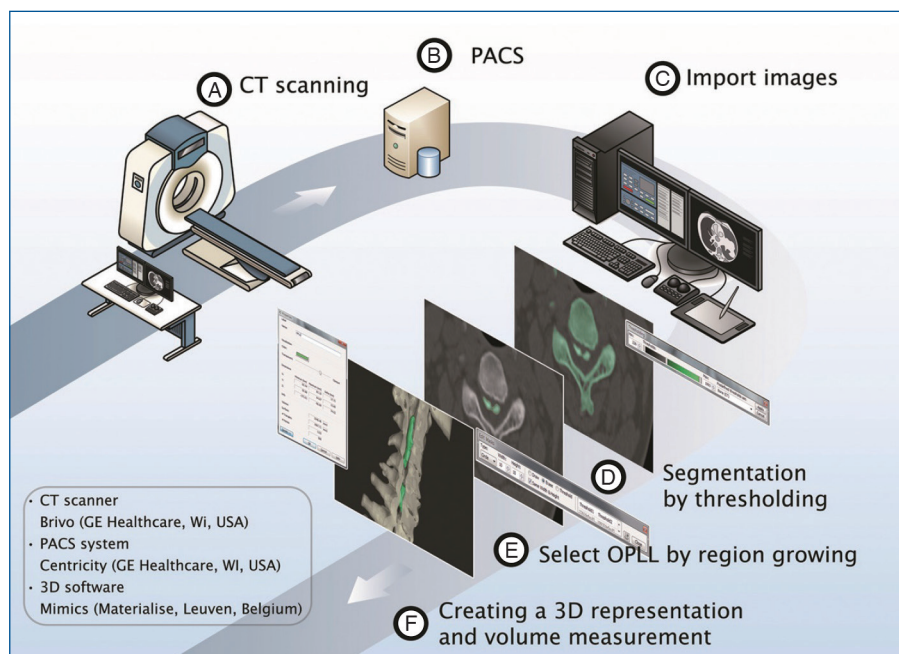 A CT scanning
B PACS
C Import images
D Segmentation
by thresholding
E Select OPLL by region growing
F Creating a 3D representation
and volume measurement
· CT scanner
Brivo (GE Healthcare, Wi, USA)
· PACS system
Centricity (GE Healthcare, WI, USA)
· 3D software
Mimics (Materialise, Leuven, Belgium)